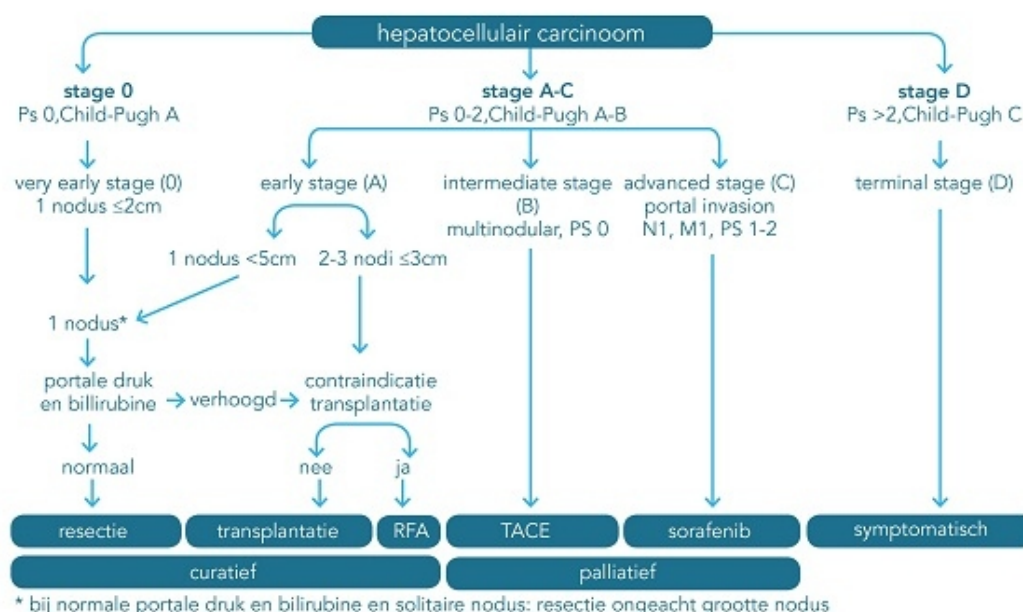 hepatocellulair carcinoom
stage 0
Ps 0,Child-Pugh A
stage A-C
Ps 0-2,Child-Pugh A-B
stage D
Ps >2,Child-Pugh C
very early stage (0)
1 nodus ≤2cm
early stage (A)
intermediate stage
(B)
multinodular, PS 0
advanced stage (C)
portal invasion
N1, M1, PS 1-2
terminal stage (D)
1 nodus <5cm
2-3 nodi ≤3cm
1 nodus*
portale druk
en billirubine
verhoogd
contraindicatie
transplantatie
normaal
nee
ja
resectie
transplantatie
RFA
TACE
sorafenib
symptomatisch
curatief
palliatief
* bij normale portale druk en bilirubine en solitaire nodus: resectie ongeacht grootte nodus